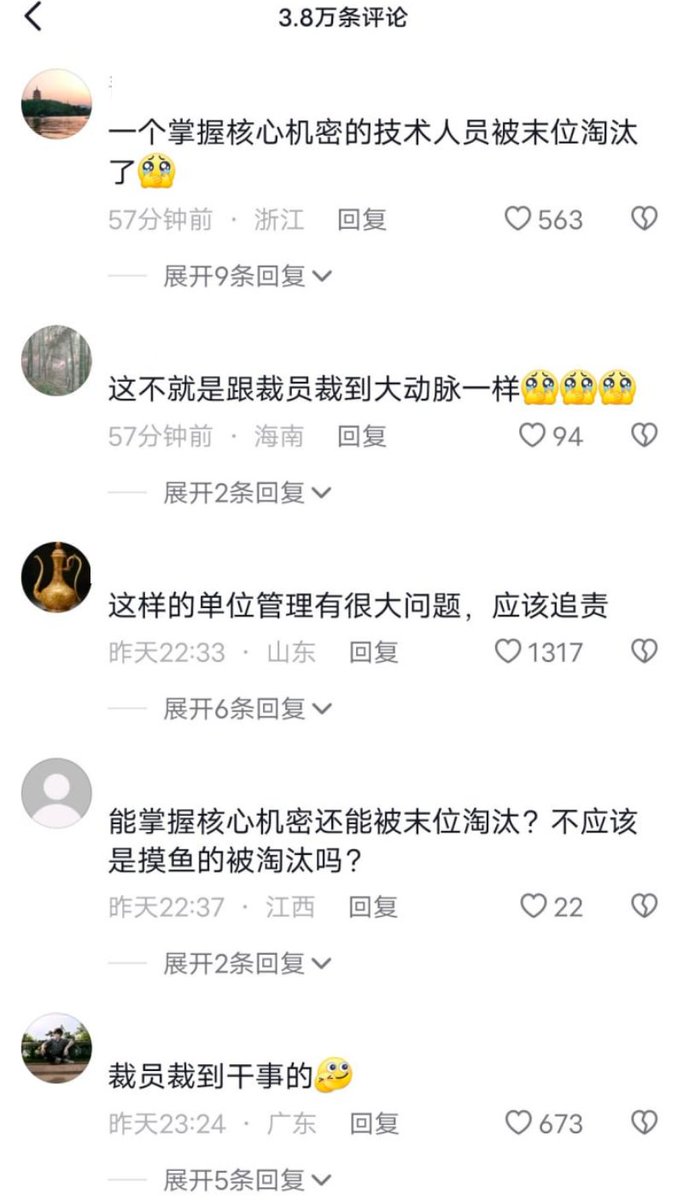 3.8万条评论
一个掌握核心机密的技术人员被末位淘汰
了🥹
57分钟前 · 浙江 回复 563
展开9条回复
这不就是跟裁员裁到大动脉一样🥹🥹🥹
57分钟前 · 海南 回复 94
展开2条回复
这样的单位管理有很大问题，应该追责
昨天22:33 · 山东 回复 1317
展开6条回复
能掌握核心机密还能被末位淘汰？不应该
是摸鱼的被淘汰吗？
昨天22:37 · 江西 回复 22
展开2条回复
裁员裁到干事的
昨天23:24 · 广东 回复 673
展开5条回复